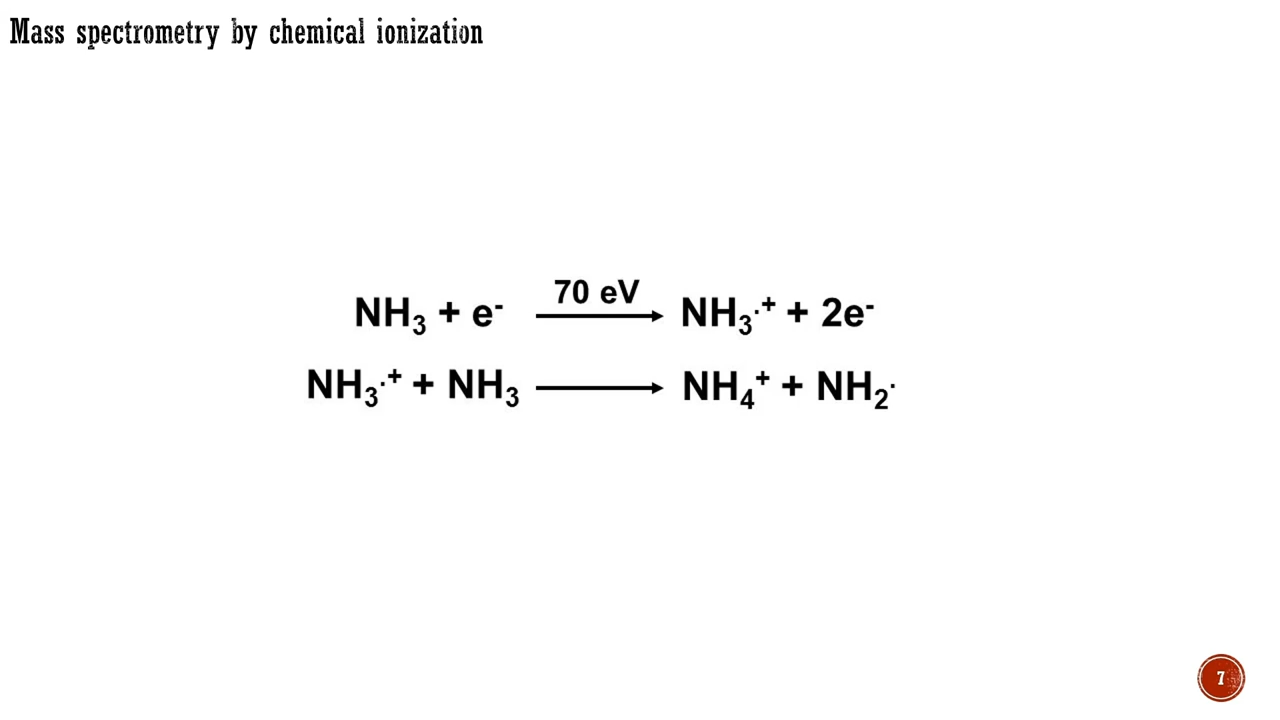 Mass spectrometry by chemical ionization
70 eV
NH₃ + e⁻ → NH₃·⁺ + 2e⁻
NH₃·⁺ + NH₃ → NH₄⁺ + NH₂·
7